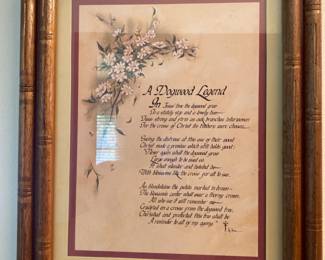 A Dogwood Legend
In Jesus' time the dogwood grew
To a stately size and a lovely hue.
'Twas strong and firm as oak branches interwoven
For the cross of Christ its timbers were chosen.
Seeing the distress at this use of their wood
Christ made a promise which still holds good:
"Never again shall the dogwood grow
Large enough to be used so
but slender and twisted
With blossoms like the cross for all to see.
As bloodstains the petals marked in brown
The blossom's center shall wear a thorny crown.
All who see it will remember me
Crucified on a cross from the dogwood tree.
Cherished and protected this tree shall be
A reminder to all of my agony."